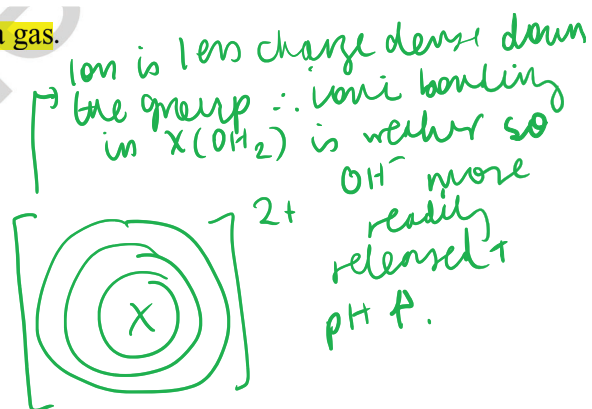 a gas.
ion is less charge dense down
the group ∴ ionic bonding
in X(OH₂) is weaker so
OH⁻ more
readily
released +
pH ↑.
2+
X